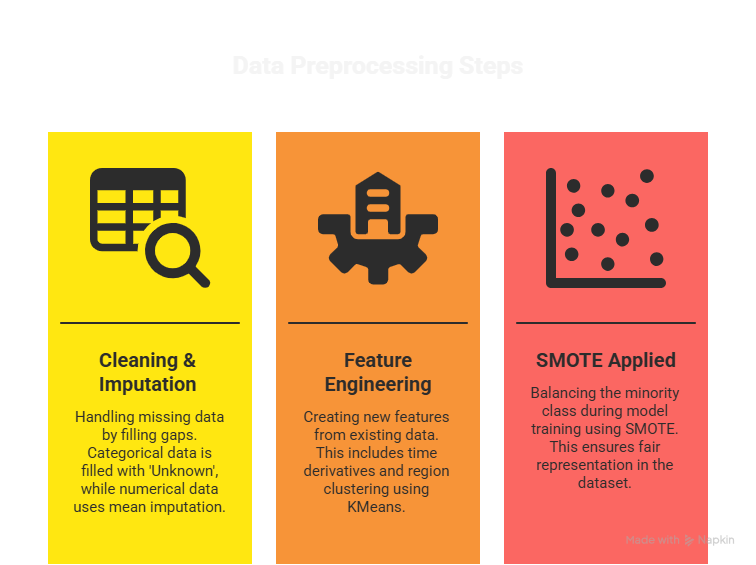 Data Preprocessing Steps
Cleaning &
Imputation
Handling missing data
by filling gaps.
Categorical data is
filled with 'Unknown',
while numerical data
uses mean imputation.
Feature
Engineering
Creating new features
from existing data.
This includes time
derivatives and region
clustering using
KMeans.
SMOTE Applied
Balancing the minority
class during model
training using SMOTE.
This ensures fair
representation in the
dataset.
Made with Napkin